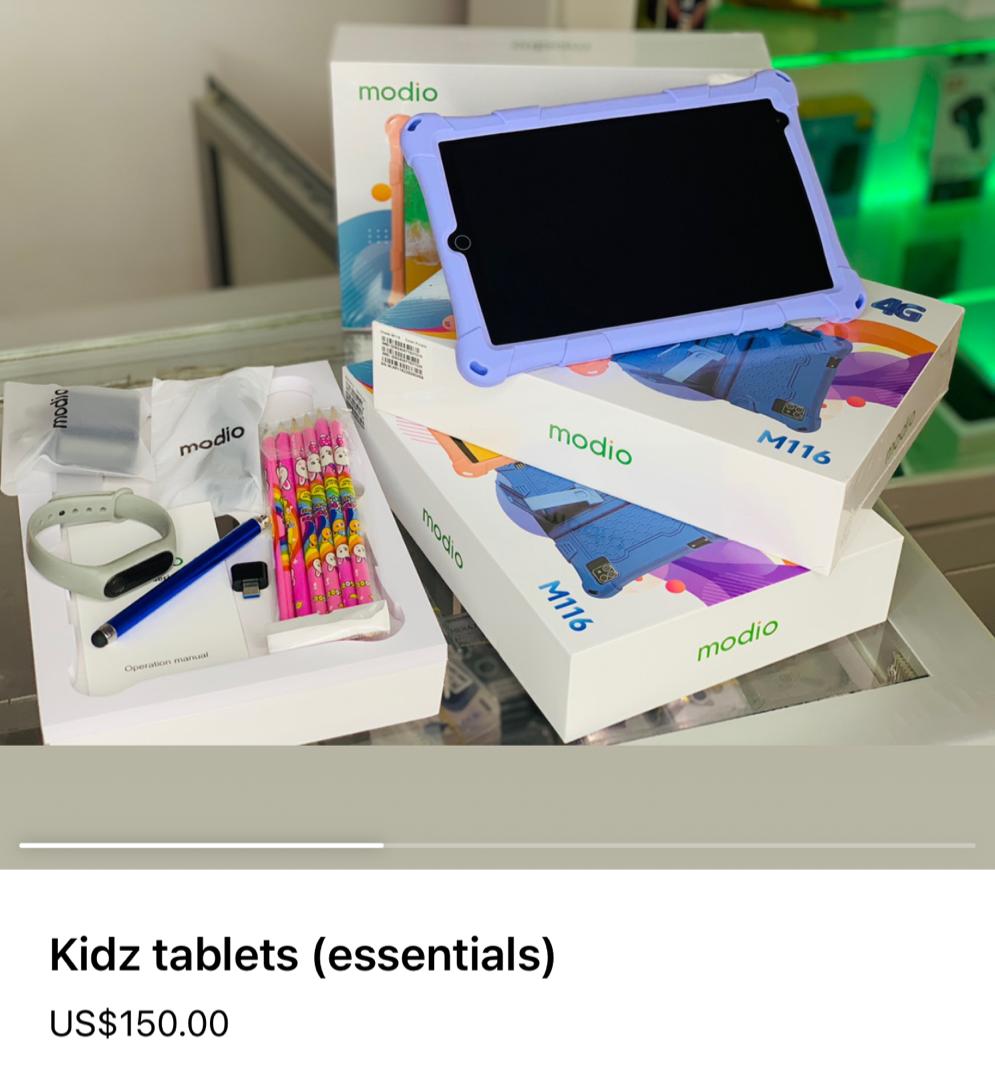 modio
4G
modio
M116
modio
modio
modio
M116
modio
Operation manual
Kidz tablets (essentials)
US$150.00